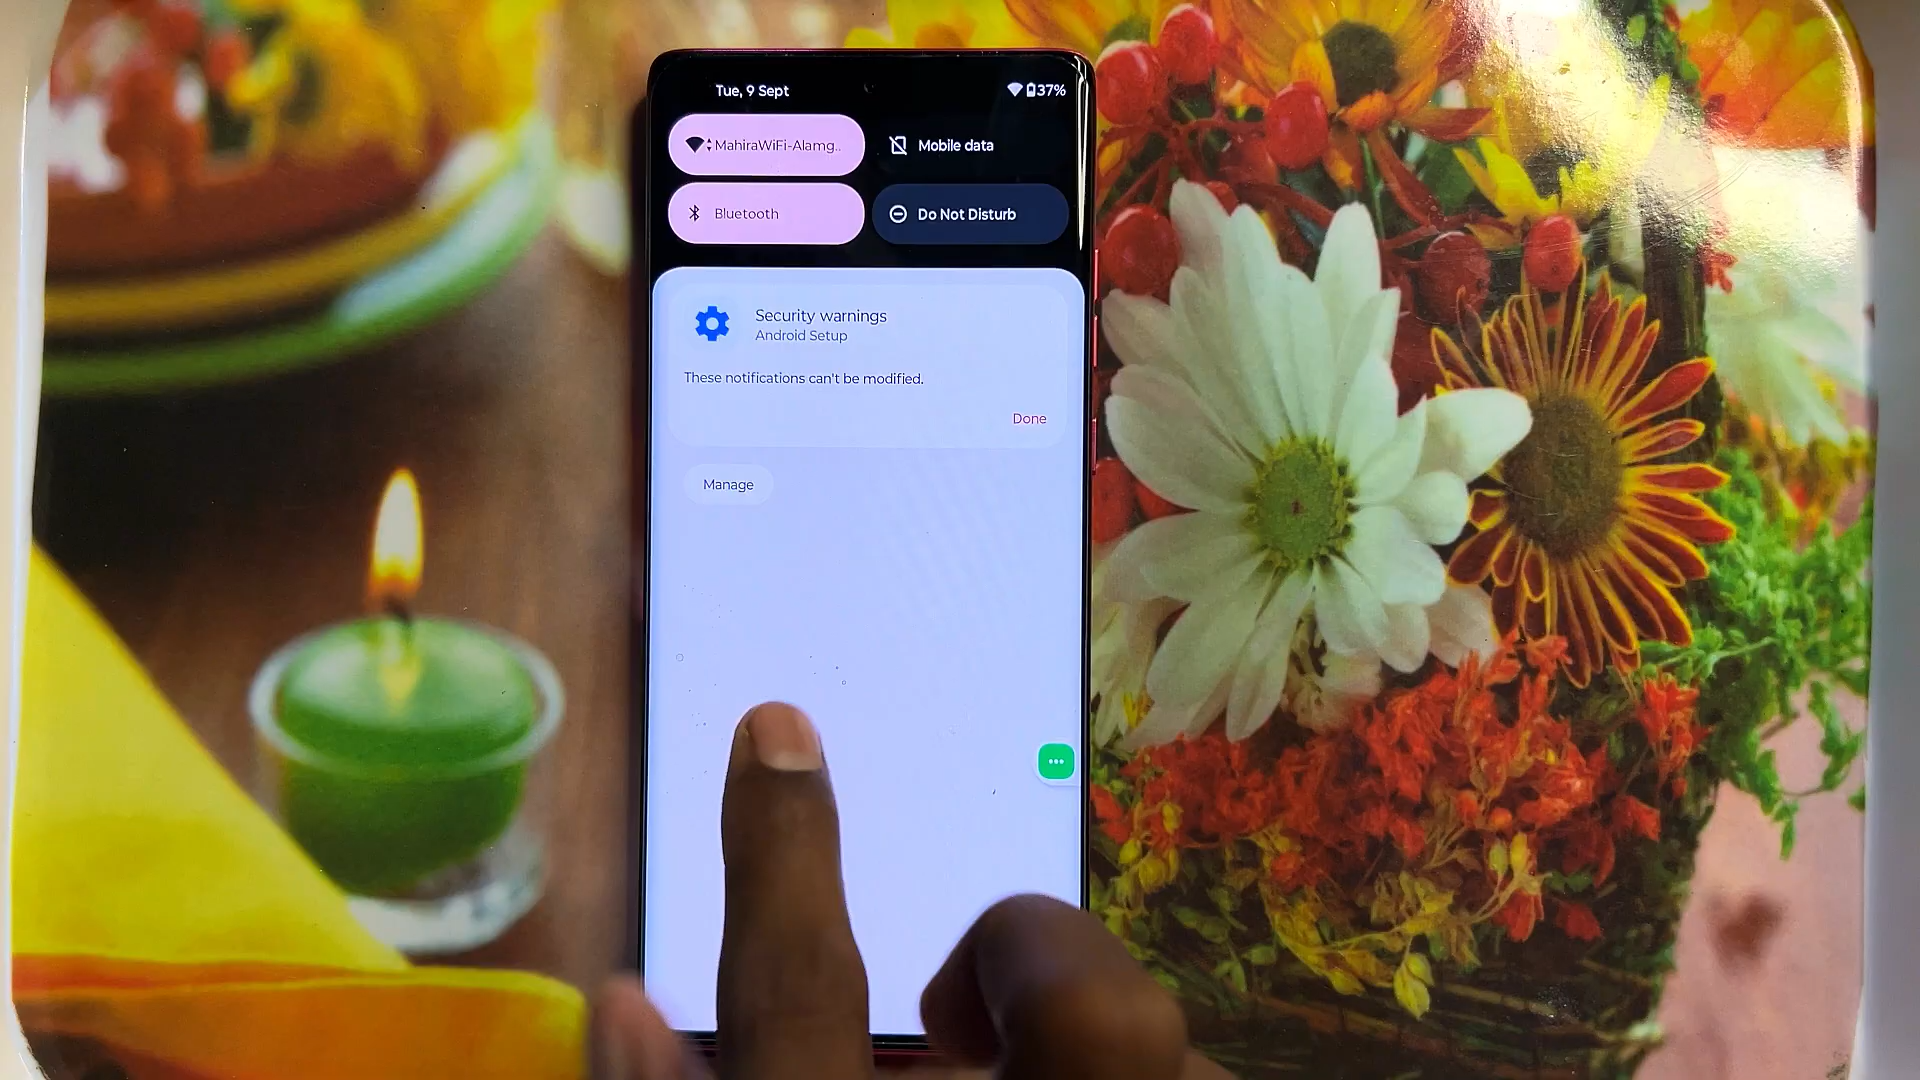 Tue, 9 Sept
37%
MahiraWiFi-Alamg..
Mobile data
Bluetooth
Do Not Disturb
Security warnings
Android Setup
These notifications can't be modified.
Done
Manage